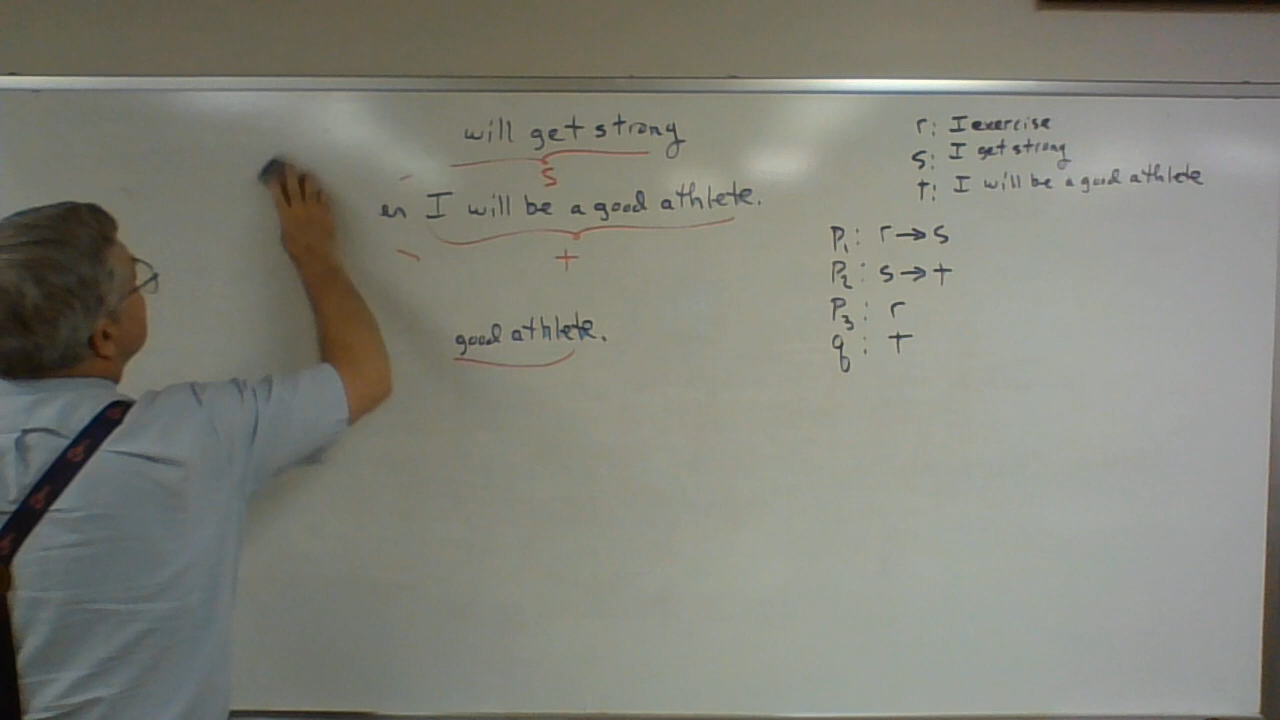 will get strong
s
en I will be a good athlete.
t
good athlete.
r: I exercise
s: I get strong
t: I will be a good athlete
P1: r→s
P2: s→t
P3: r
q: t